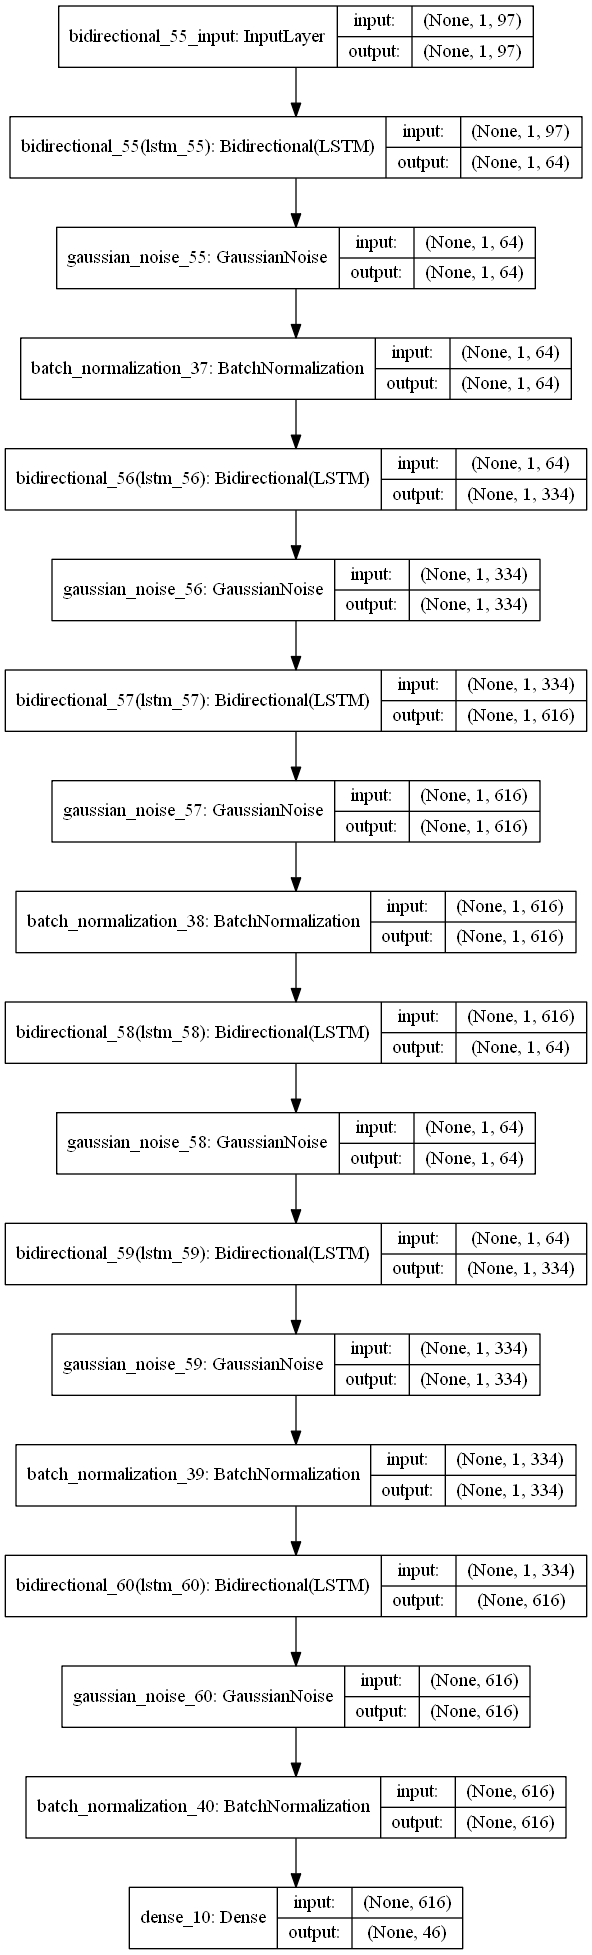 bidirectional_55_input: InputLayer
input: (None, 1, 97)
output: (None, 1, 97)
bidirectional_55(lstm_55): Bidirectional(LSTM)
input: (None, 1, 97)
output: (None, 1, 64)
gaussian_noise_55: GaussianNoise
input: (None, 1, 64)
output: (None, 1, 64)
batch_normalization_37: BatchNormalization
input: (None, 1, 64)
output: (None, 1, 64)
bidirectional_56(lstm_56): Bidirectional(LSTM)
input: (None, 1, 64)
output: (None, 1, 334)
gaussian_noise_56: GaussianNoise
input: (None, 1, 334)
output: (None, 1, 334)
bidirectional_57(lstm_57): Bidirectional(LSTM)
input: (None, 1, 334)
output: (None, 1, 616)
gaussian_noise_57: GaussianNoise
input: (None, 1, 616)
output: (None, 1, 616)
batch_normalization_38: BatchNormalization
input: (None, 1, 616)
output: (None, 1, 616)
bidirectional_58(lstm_58): Bidirectional(LSTM)
input: (None, 1, 616)
output: (None, 1, 64)
gaussian_noise_58: GaussianNoise
input: (None, 1, 64)
output: (None, 1, 64)
bidirectional_59(lstm_59): Bidirectional(LSTM)
input: (None, 1, 64)
output: (None, 1, 334)
gaussian_noise_59: GaussianNoise
input: (None, 1, 334)
output: (None, 1, 334)
batch_normalization_39: BatchNormalization
input: (None, 1, 334)
output: (None, 1, 334)
bidirectional_60(lstm_60): Bidirectional(LSTM)
input: (None, 1, 334)
output: (None, 616)
gaussian_noise_60: GaussianNoise
input: (None, 616)
output: (None, 616)
batch_normalization_40: BatchNormalization
input: (None, 616)
output: (None, 616)
dense_10: Dense
input: (None, 616)
output: (None, 46)